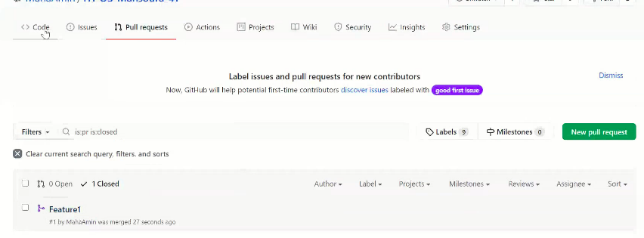 Code Issues Pull requests Actions Projects Wiki Security Insights Settings
Label issues and pull requests for new contributors
Dismiss
Now, GitHub will help potential first-time contributors discover issues labeled with good first issue
Filters is:pr is:closed Labels 9 Milestones 0 New pull request
Clear current search query, filters, and sorts
0 Open 1 Closed Author Label Projects Milestones Reviews Assignee Sort
Feature1
#1 by MahsAmin was merged 27 seconds ago